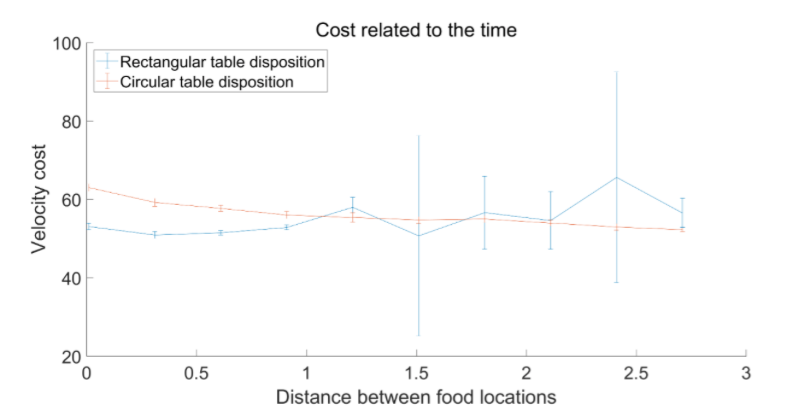 Cost related to the time
100
Rectangular table disposition
Circular table disposition
80
60
40
20
Velocity cost
0 0.5 1 1.5 2 2.5 3
Distance between food locations